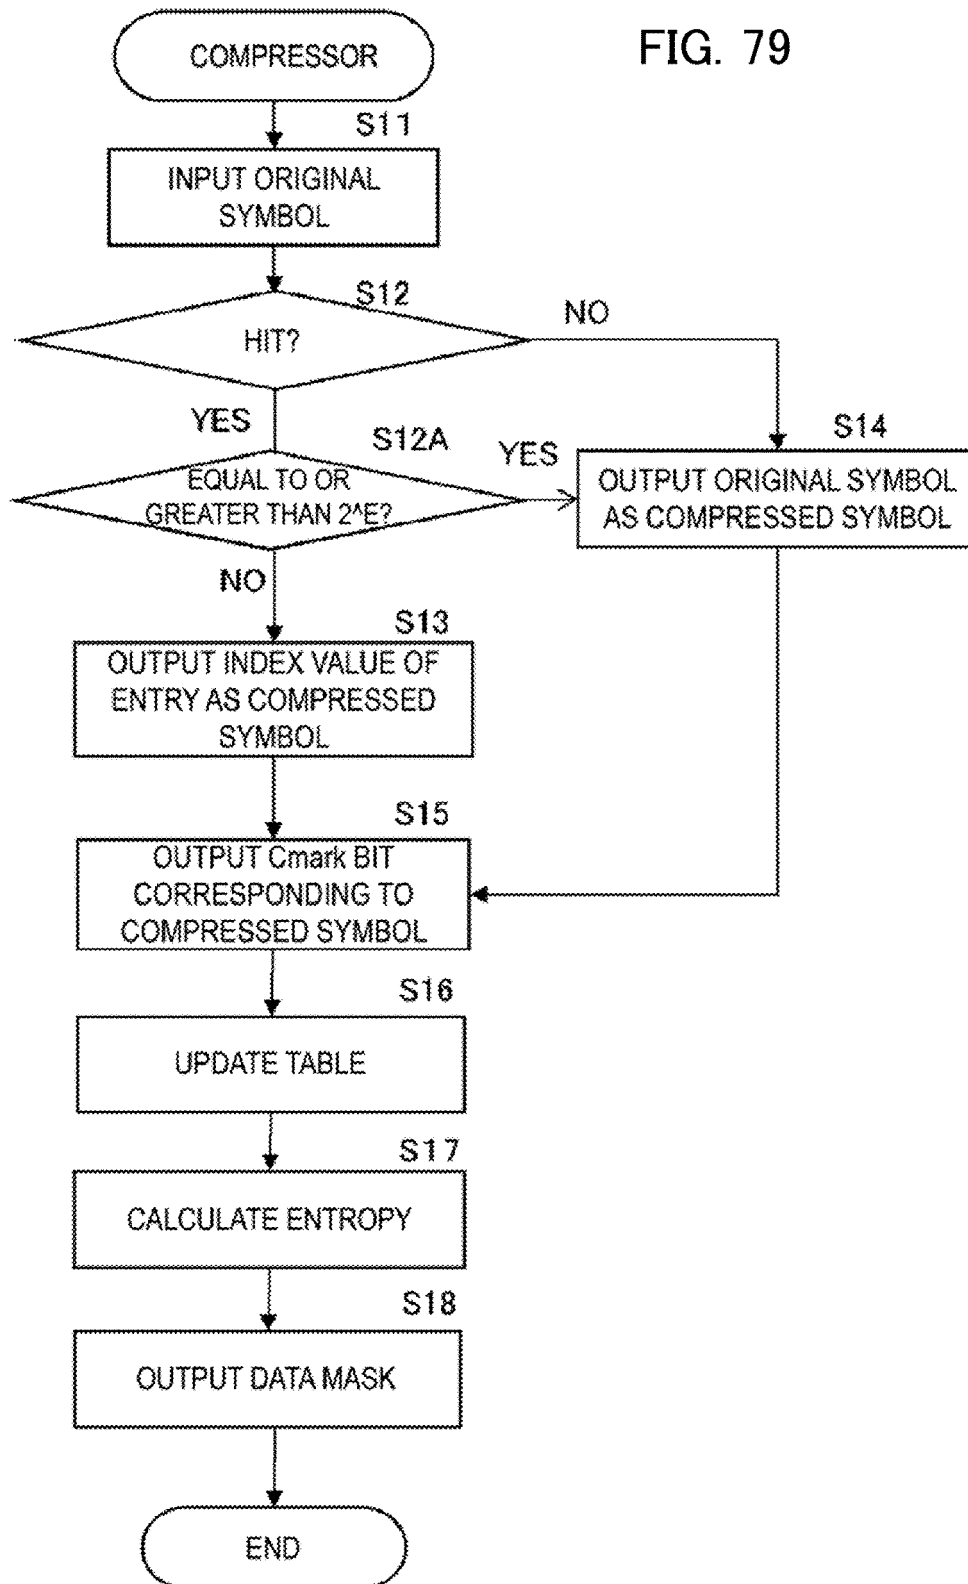 FIG. 79
COMPRESSOR
S11
INPUT ORIGINAL
SYMBOL
S12
HIT?
NO
YES
S12A
EQUAL TO OR
GREATER THAN 2^E?
YES
S14
OUTPUT ORIGINAL SYMBOL
AS COMPRESSED SYMBOL
NO
S13
OUTPUT INDEX VALUE OF
ENTRY AS COMPRESSED
SYMBOL
S15
OUTPUT Cmark BIT
CORRESPONDING TO
COMPRESSED SYMBOL
S16
UPDATE TABLE
S17
CALCULATE ENTROPY
S18
OUTPUT DATA MASK
END